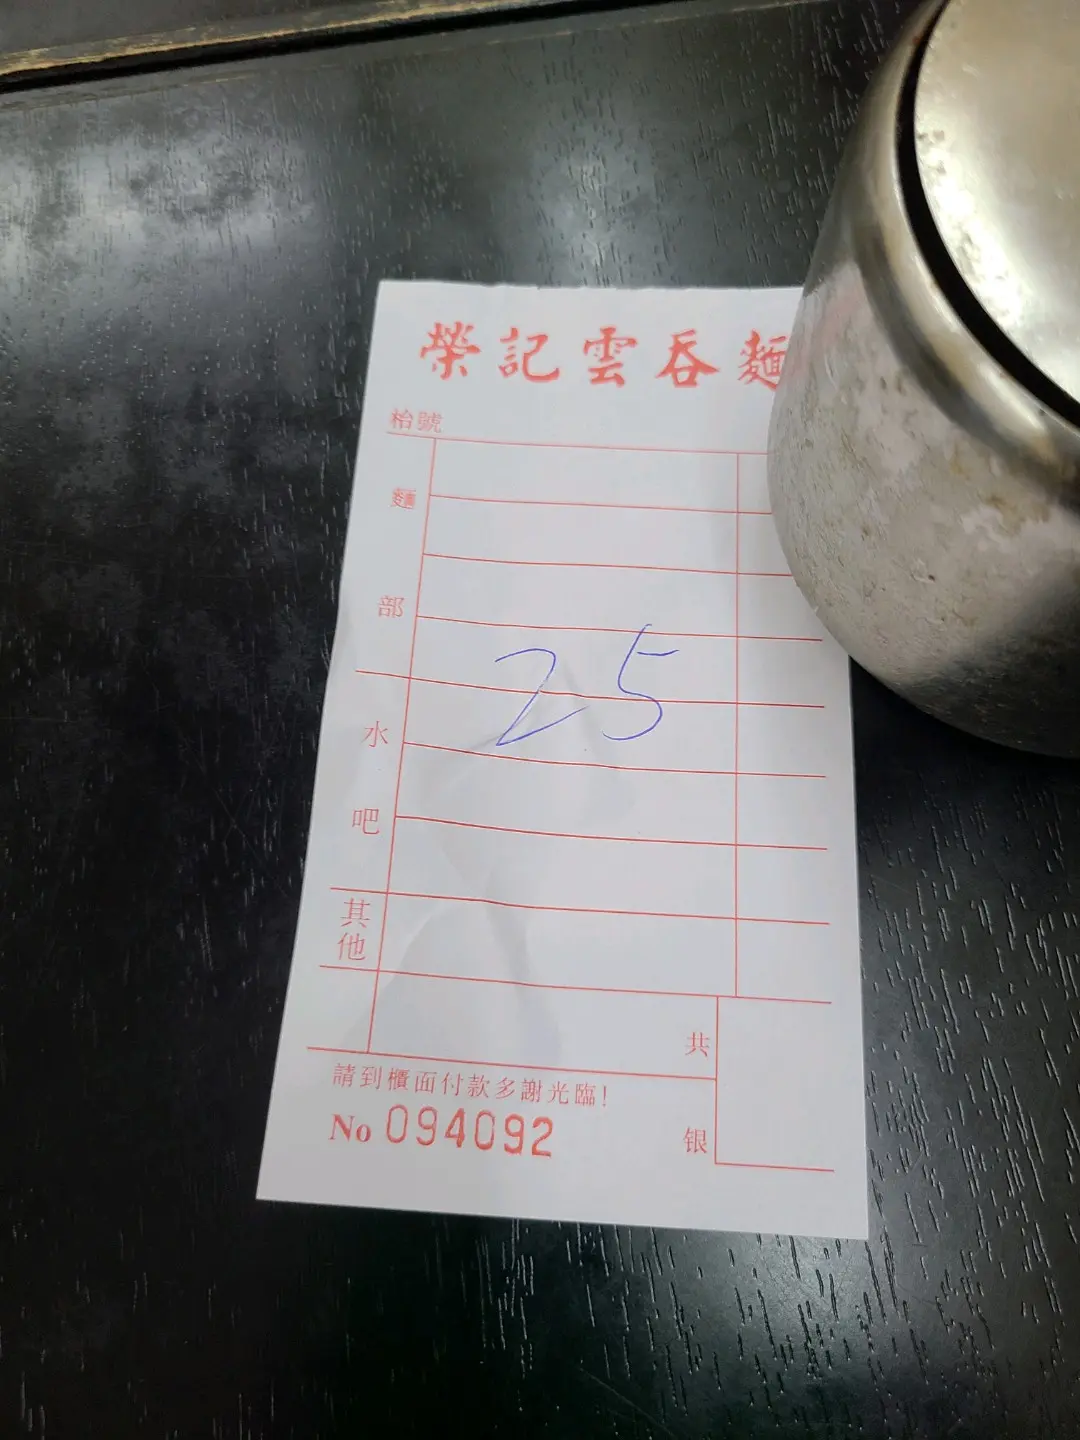 榮記雲吞麵
枱號
麵部
25
水吧
其他
共銀
請到櫃面付款多謝光臨!
No 094092